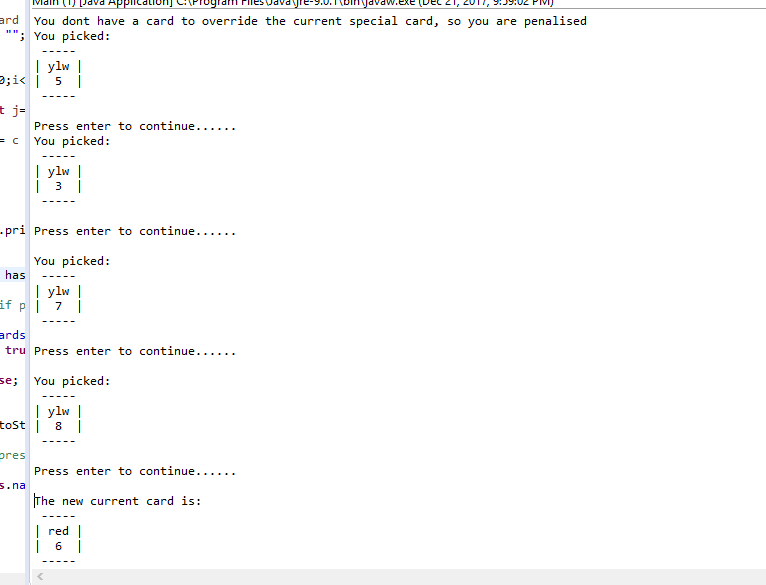 Main (1) [Java Application] C:\Program Files\Java\jre-9.0.1\bin\javaw.exe (Dec 21, 2017, 9:59:02 PM)
ard You dont have a card to override the current special card, so you are penalised
""; You picked:
-----
| ylw |
0;i< | 5 |
-----
t j=
Press enter to continue......
= c You picked:
-----
| ylw |
| 3 |
-----
.pri Press enter to continue......
You picked:
has -----
| ylw |
if p | 7 |
-----
ards
tru Press enter to continue......
se; You picked:
-----
| ylw |
toSt | 8 |
-----
pres
Press enter to continue......
s.na
The new current card is:
-----
| red |
| 6 |
-----